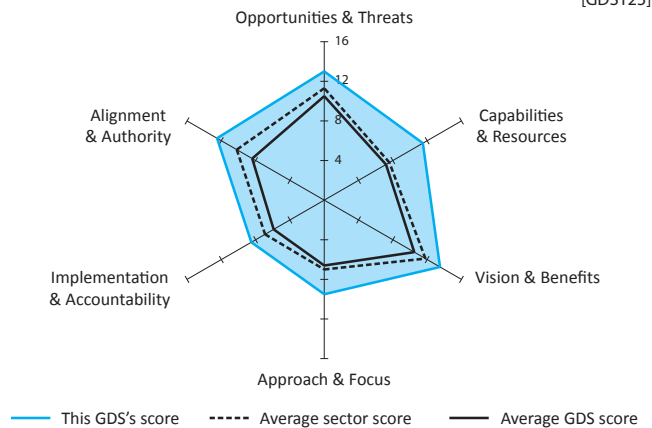 [GDS125]
Opportunities & Threats
16
12
8
4
Alignment
& Authority
Capabilities
& Resources
Implementation
& Accountability
Vision & Benefits
Approach & Focus
This GDS's score
Average sector score
Average GDS score